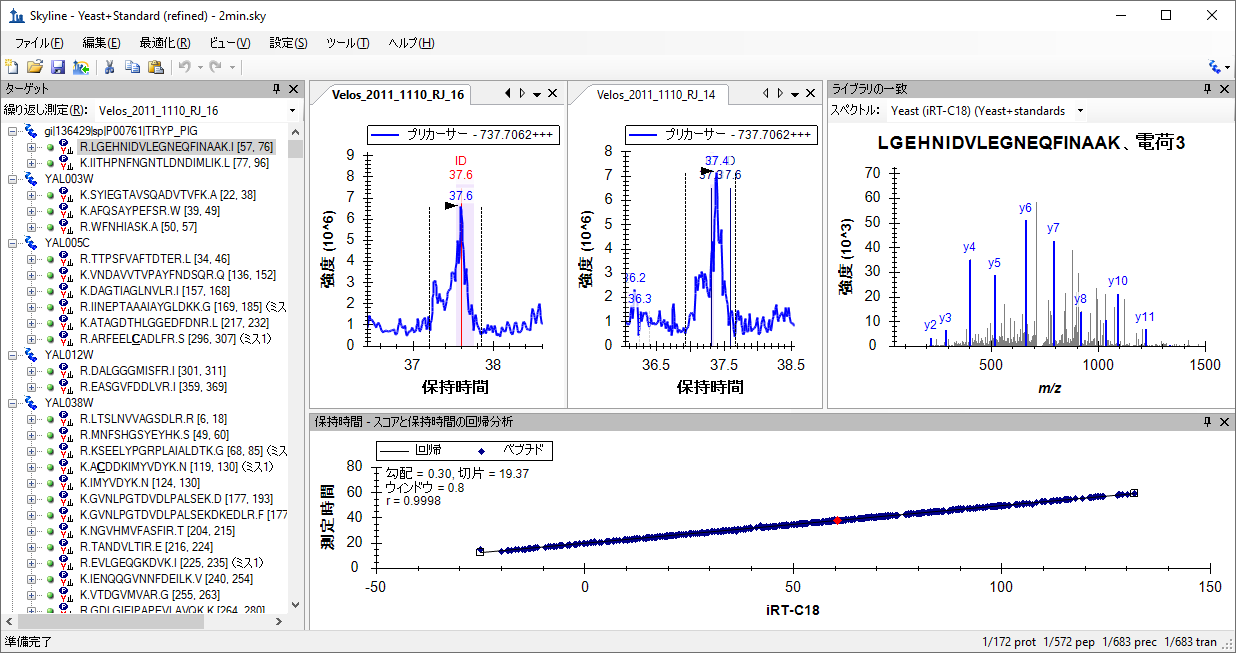 Skyline - Yeast+Standard (refined) - 2min.sky
ファイル(F) 編集(E) 最適化(R) ビュー(V) 設定(S) ツール(T) ヘルプ(H)
ターゲット
繰り返し測定(R): Velos_2011_1110_RJ_16
gi|136429|sp|P00761|TRYP_PIG
R.LGEHNIDVLEGNEQFINAAK.I [57, 76]
K.IITHPNFNGNTLDNDIMLIK.L [77, 96]
YAL003W
K.SYIEGTAVSQADVTVFK.A [22, 38]
K.AFQSAYPEFSR.W [39, 49]
R.WFNHIASK.A [50, 57]
YAL005C
R.TTPSFVAFTDTER.L [34, 46]
K.VNDAVVTVPAYFNDSQR.Q [136, 152]
K.DAGTIAGLNVLR.I [157, 168]
R.IINEPTAAAIAYGLDKK.G [169, 185] (ミス
K.ATAGDTHLGGEDFDNR.L [217, 232]
R.ARFEELCADLFR.S [296, 307] (ミス1)
YAL012W
R.DALGGGMISFR.I [301, 311]
R.EASGVFDDLVR.I [359, 369]
YAL038W
R.LTSLNVVAGSDLR.R [6, 18]
R.MNFSHGSYEYHK.S [49, 60]
R.KSEELYPGRPLAIALDTK.G [68, 85] (ミス
K.ACDDKIMYVDYK.N [119, 130] (ミス1)
K.IMYVDYK.N [124, 130]
K.GVNLPGTDVDLPALSEK.D [177, 193]
K.GVNLPGTDVDLPALSEKDKEDLR.F [177
K.NGVHMVFASFIR.T [204, 215]
R.TANDVLTIR.E [216, 224]
R.EVLGEQGKDVK.I [225, 235] (ミス1)
K.IENQQGVNNFDEILK.V [240, 254]
K.VTDGVMVAR.G [255, 263]
R.GDLGIEIPAPEVLAVQK.K [264, 280]
Velos_2011_1110_RJ_16
プリカーサー - 737.7062+++
強度 (10^6)
9
8
7
6
5
4
3
2
1
0
ID
37.6
37.6
37 38
保持時間
Velos_2011_1110_RJ_14
プリカーサー - 737.7062+++
強度 (10^6)
8
7
6
5
4
3
2
1
0
37.4
37.6
36.2
36.3
36.5 37.5 38.5
保持時間
ライブラリの一致
スペクトル: Yeast (iRT-C18) (Yeast+standards
LGEHNIDVLEGNEQFINAAK、電荷3
強度 (10^3)
70
60
50
40
30
20
10
0
y2 y3 y4 y5 y6 y7 y8 y10 y11
500 1000 1500
m/z
保持時間 - スコアと保持時間の回帰分析
回帰 ペプチド
勾配 = 0.30, 切片 = 19.37
ウィンドウ = 0.8
r = 0.9998
測定時間
80
60
40
20
0
-50 0 50 100 150
iRT-C18
準備完了 1/172 prot 1/572 pep 1/683 prec 1/683 tran